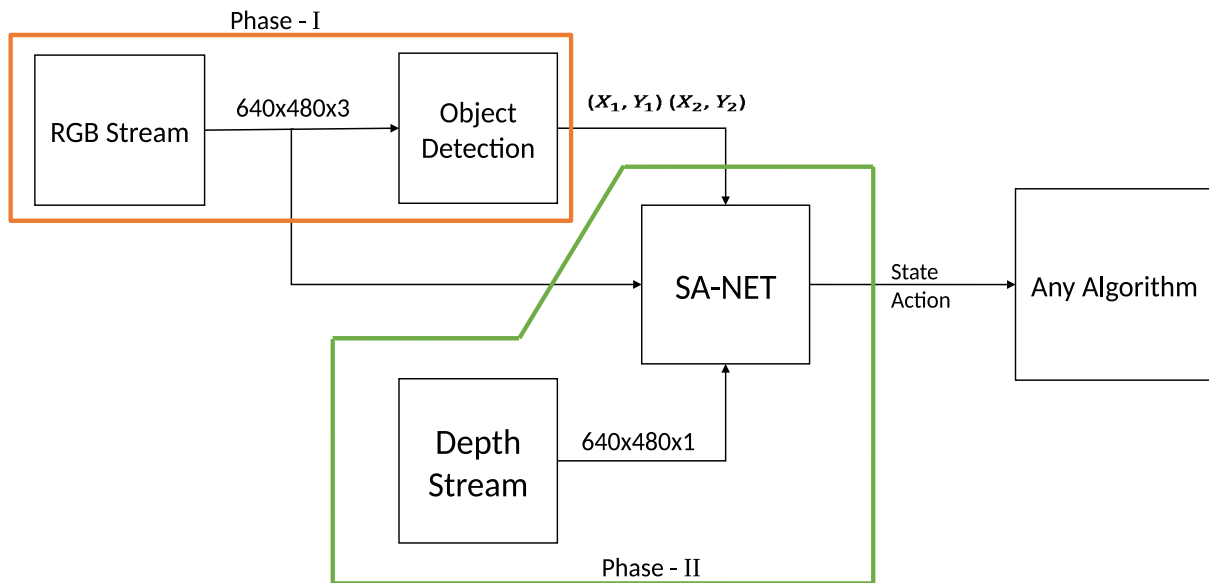 Phase - I
RGB Stream
640x480x3
Object
Detection
(X₁, Y₁) (X₂, Y₂)
SA-NET
State
Action
Any Algorithm
Depth
Stream
640x480x1
Phase - II